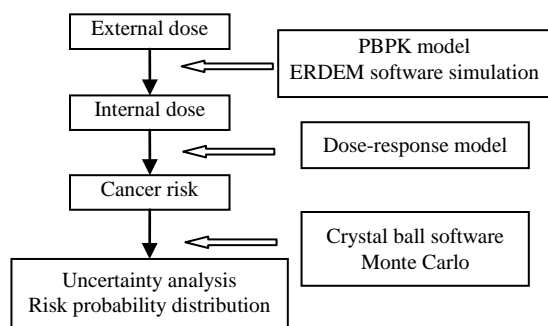 External dose
PBPK model
ERDEM software simulation
Internal dose
Dose-response model
Cancer risk
Crystal ball software
Monte Carlo
Uncertainty analysis
Risk probability distribution